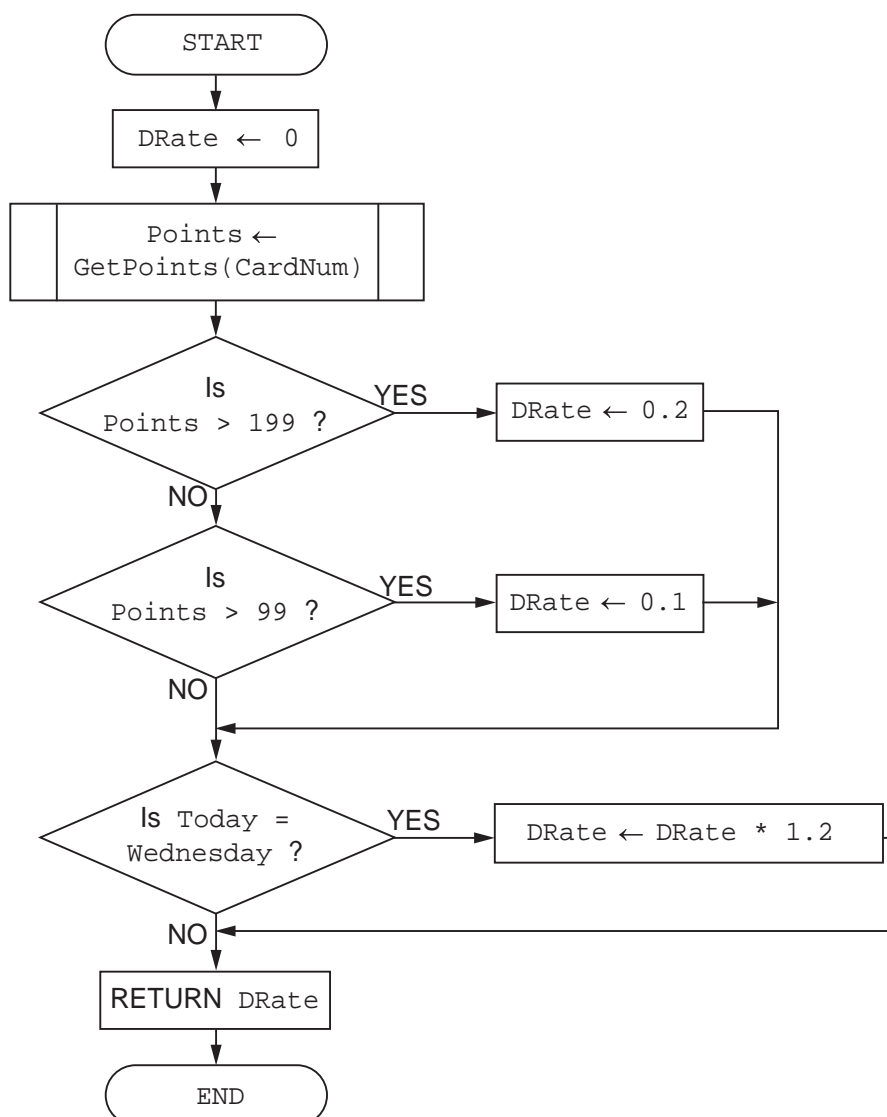 START
DRate ← 0
Points ←
GetPoints(CardNum)
Is
Points > 199 ?
YES
DRate ← 0.2
NO
Is
Points > 99 ?
YES
DRate ← 0.1
NO
Is Today =
Wednesday ?
YES
DRate ← DRate * 1.2
NO
RETURN DRate
END